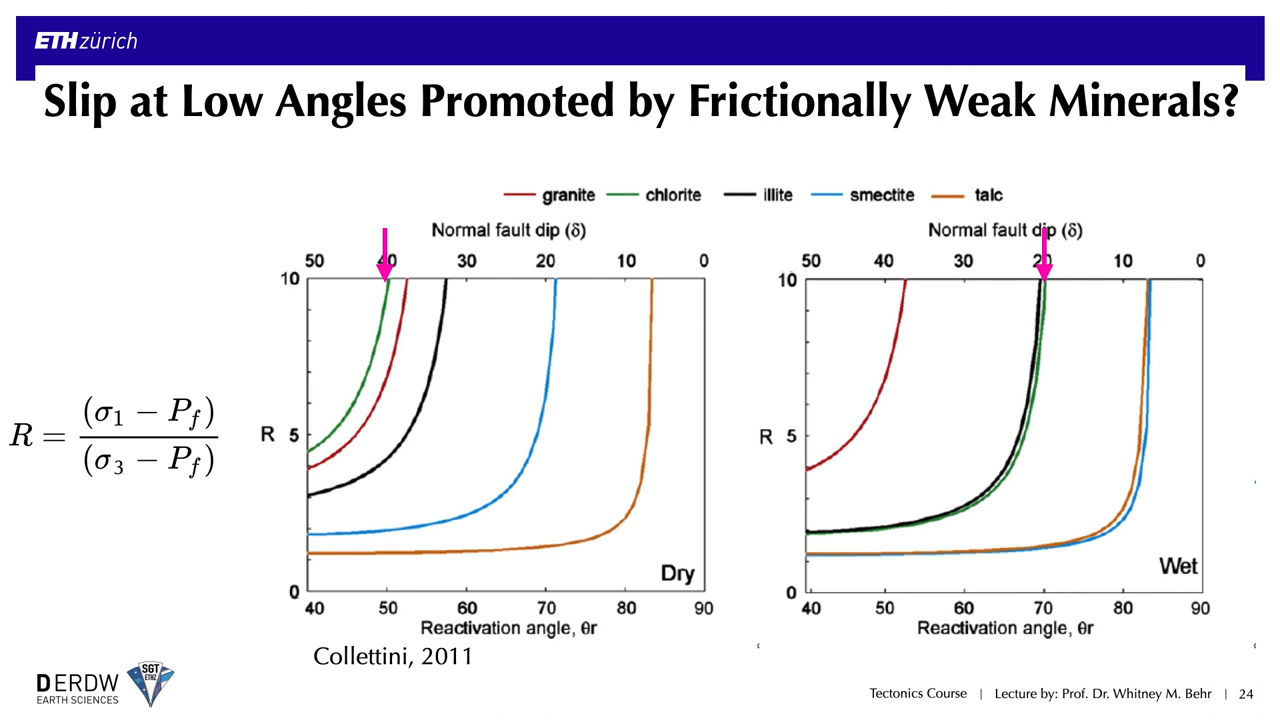 ETH zürich
Slip at Low Angles Promoted by Frictionally Weak Minerals?
granite chlorite illite smectite talc
Normal fault dip (δ)
50 40 30 20 10 0
10
R 5
0
Dry
40 50 60 70 80 90
Reactivation angle, θr
Normal fault dip (δ)
50 40 30 20 10 0
10
R 5
0
Wet
40 50 60 70 80 90
Reactivation angle, θr
R = (σ1 − Pf) / (σ3 − Pf)
Collettini, 2011
DERDW
EARTH SCIENCES
SGT
ETHZ
Tectonics Course | Lecture by: Prof. Dr. Whitney M. Behr | 24